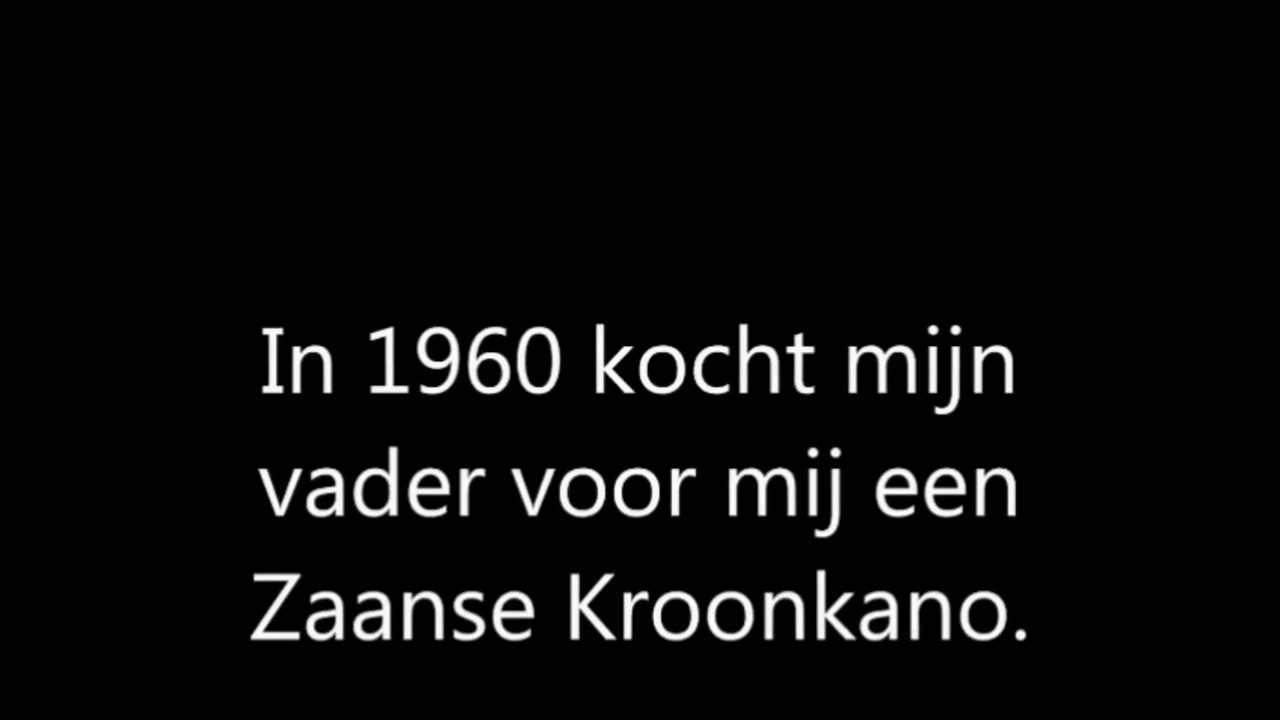 In 1960 kocht mijn
vader voor mij een
Zaanse Kroonkano.